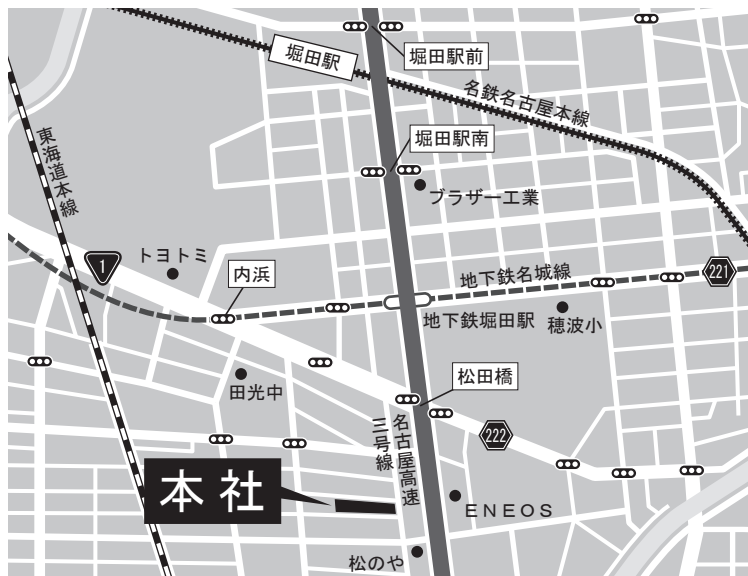 堀田駅
堀田駅前
名鉄名古屋本線
東海道本線
堀田駅南
ブラザー工業
トヨトミ
1
内浜
地下鉄名城線
221
地下鉄堀田駅
穂波小
田光中
松田橋
名古屋高速
三号線
222
本社
ENEOS
松のや